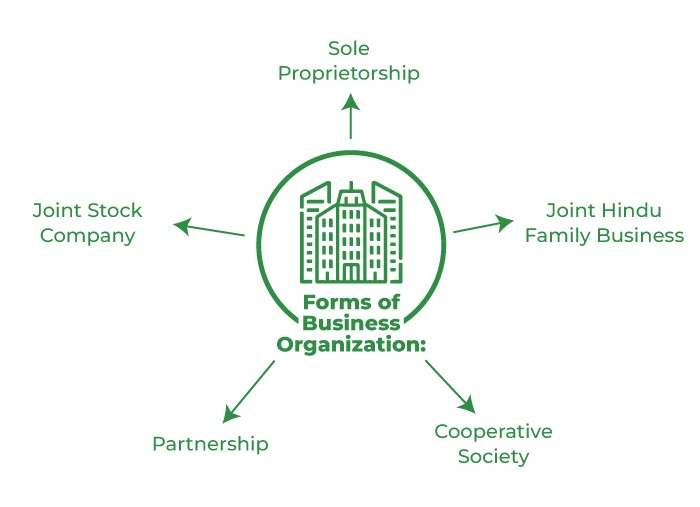 Sole
Proprietorship
Joint Stock
Company
Joint Hindu
Family Business
Forms of
Business
Organization:
Partnership
Cooperative
Society